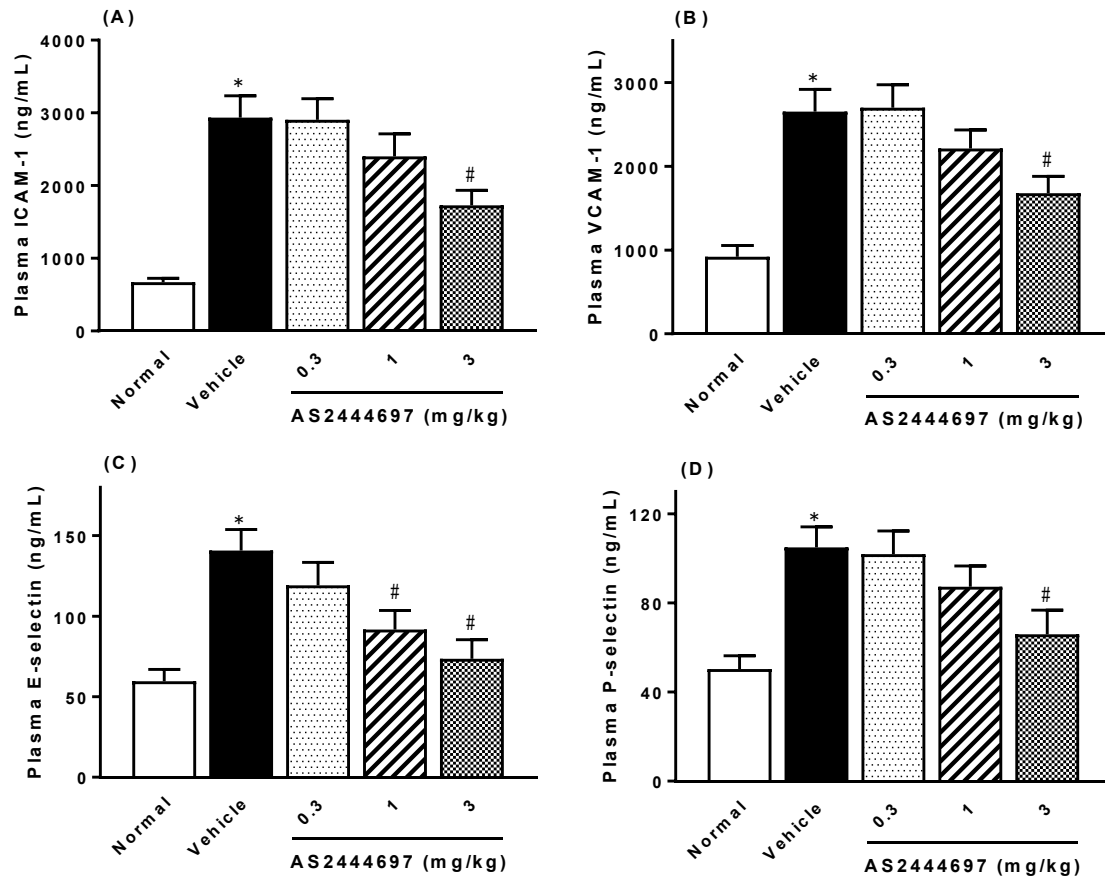 (A)
Plasma ICAM-1 (ng/mL)
4000
3000
2000
1000
0
*
#
Normal
Vehicle
0.3
1
3
AS2444697 (mg/kg)
(B)
Plasma VCAM-1 (ng/mL)
3000
2000
1000
0
*
#
Normal
Vehicle
0.3
1
3
AS2444697 (mg/kg)
(C)
Plasma E-selectin (ng/mL)
150
100
50
0
*
#
#
Normal
Vehicle
0.3
1
3
AS2444697 (mg/kg)
(D)
Plasma P-selectin (ng/mL)
120
80
40
0
*
#
Normal
Vehicle
0.3
1
3
AS2444697 (mg/kg)